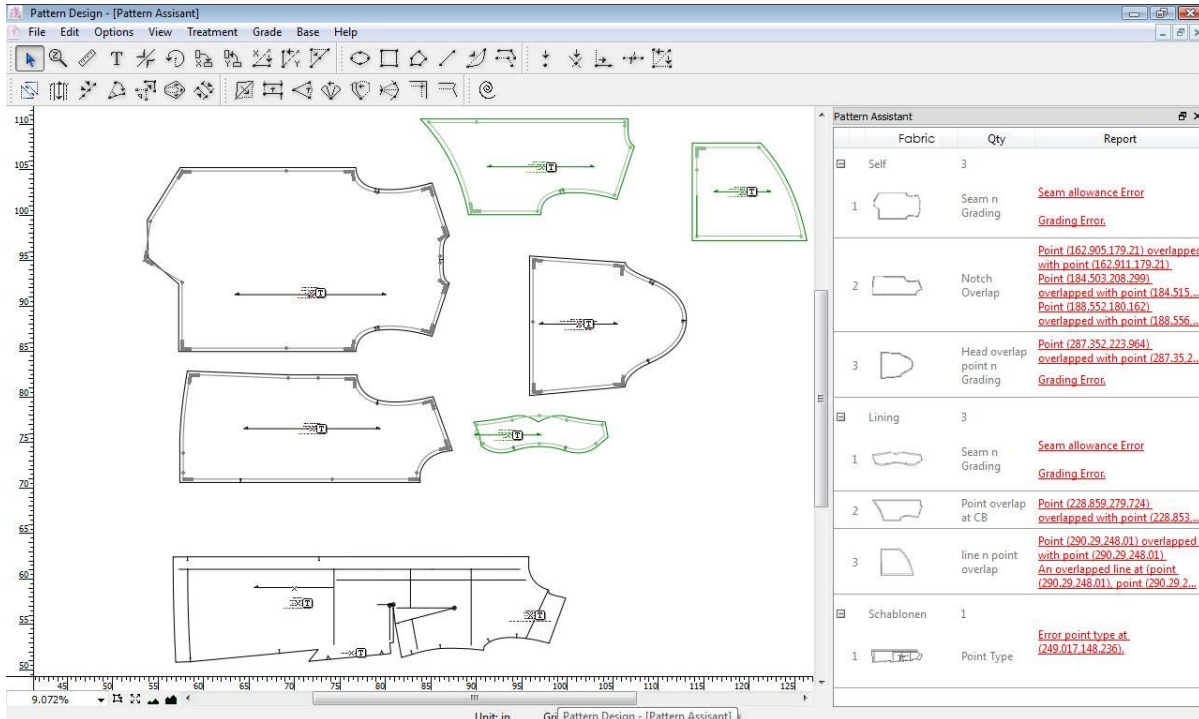 Pattern Design - [Pattern Assisant]
File Edit Options View Treatment Grade Base Help
Pattern Assistant
Fabric Qty Report
Self 3
1 Seam n Grading Seam allowance Error
Grading Error.
2 Notch Overlap Point (162.905,179.21) overlapped
with point (162.911,179.21)
Point (184.503,208.299)
overlapped with point (184.515,...
Point (188.552,180.162)
overlapped with point (188.556,...
3 Head overlap point n Grading Point (287.352,223.964)
overlapped with point (287.35,2...
Grading Error.
Lining 3
1 Seam n Grading Seam allowance Error
Grading Error.
2 Point overlap at CB Point (228.859,279.724)
overlapped with point (228.853,...
3 line n point overlap Point (290.29,248.01) overlapped
with point (290.29,248.01)
An overlapped line at (point
(290.29,248.01), point (290.29,2...
Schablonen 1
1 Point Type Error point type at
(249.017,148.236).
110
105
100
95
90
85
80
75
70
65
60
55
50
45 50 55 60 65 70 75 80 85 90 95 100 105 110 115 120 125
9.072%
Unit: in Pattern Design - [Pattern Assisant]